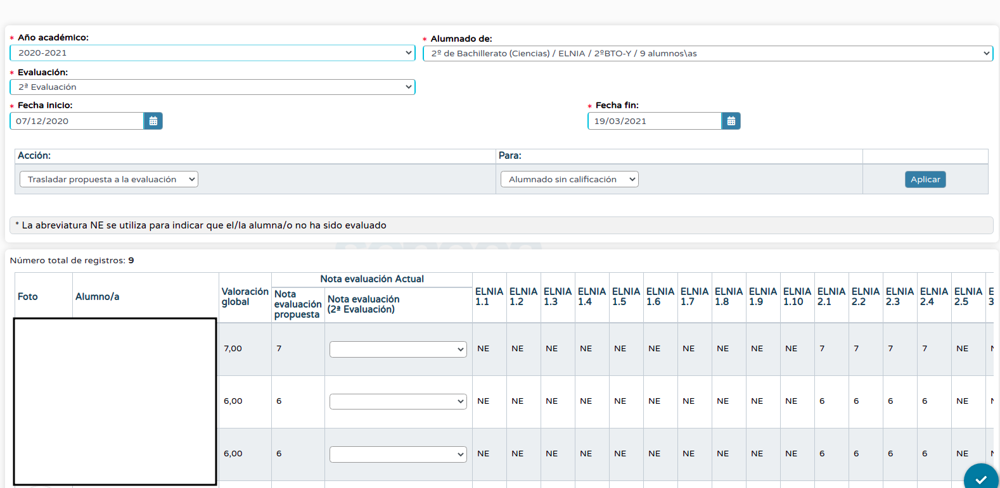 * Año académico:
2020-2021
* Alumnado de:
2º de Bachillerato (Ciencias) / ELNIA / 2ºBTO-Y / 9 alumnos\as
* Evaluación:
2ª Evaluación
* Fecha inicio:
07/12/2020
* Fecha fin:
19/03/2021
Acción: Para:
Trasladar propuesta a la evaluación Alumnado sin calificación Aplicar
* La abreviatura NE se utiliza para indicar que el/la alumna/o no ha sido evaluado
Número total de registros: 9
Foto
Alumno/a
Valoración
global
Nota evaluación Actual
Nota
evaluación
propuesta
Nota evaluación
(2ª Evaluación)
ELNIA ELNIA ELNIA ELNIA ELNIA ELNIA ELNIA ELNIA ELNIA ELNIA ELNIA ELNIA ELNIA ELNIA ELNIA
1.1 1.2 1.3 1.4 1.5 1.6 1.7 1.8 1.9 1.10 2.1 2.2 2.3 2.4 2.5
7,00 7 NE NE NE NE NE NE NE NE NE NE 7 7 7 7 NE
6,00 6 NE NE NE NE NE NE NE NE NE NE 6 6 6 6 NE
6,00 6 NE NE NE NE NE NE NE NE NE NE 6 6 6 6 NE